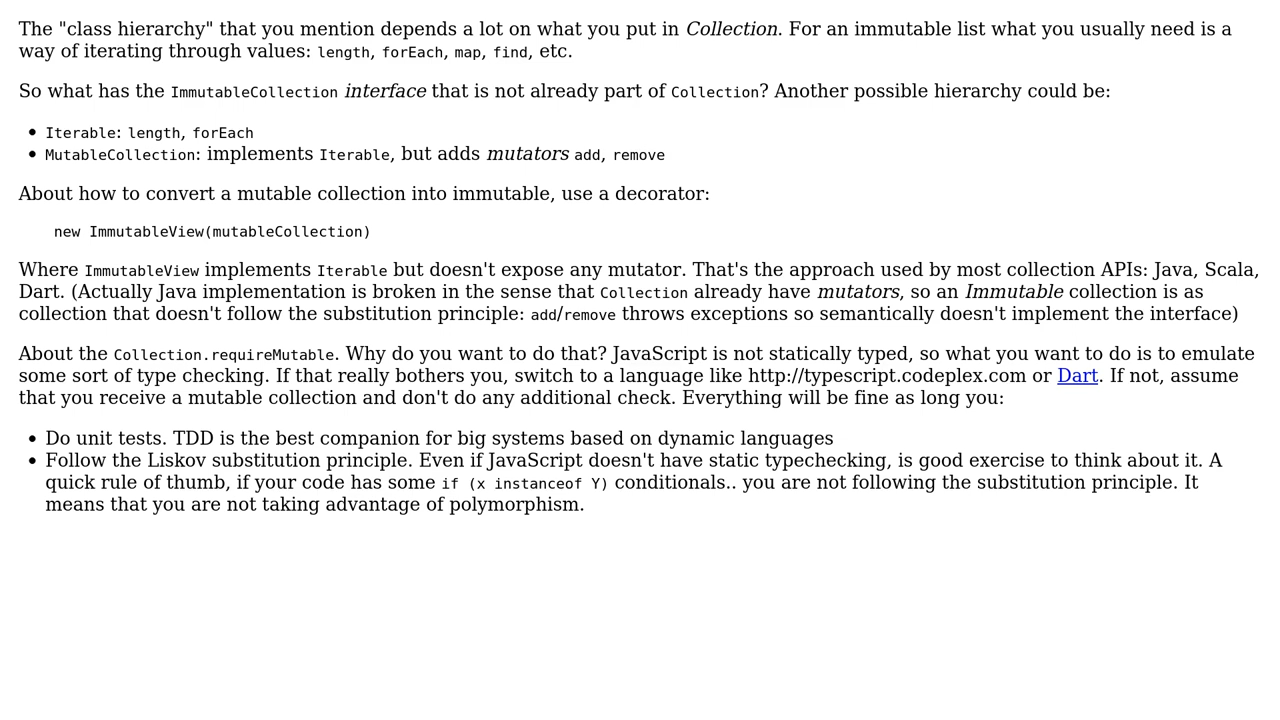 The "class hierarchy" that you mention depends a lot on what you put in Collection. For an immutable list what you usually need is a
way of iterating through values: length, forEach, map, find, etc.
So what has the ImmutableCollection interface that is not already part of Collection? Another possible hierarchy could be:
• Iterable: length, forEach
• MutableCollection: implements Iterable, but adds mutators add, remove
About how to convert a mutable collection into immutable, use a decorator:
new ImmutableView(mutableCollection)
Where ImmutableView implements Iterable but doesn't expose any mutator. That's the approach used by most collection APIs: Java, Scala,
Dart. (Actually Java implementation is broken in the sense that Collection already have mutators, so an Immutable collection is as
collection that doesn't follow the substitution principle: add/remove throws exceptions so semantically doesn't implement the interface)
About the Collection.requireMutable. Why do you want to do that? JavaScript is not statically typed, so what you want to do is to emulate
some sort of type checking. If that really bothers you, switch to a language like http://typescript.codeplex.com or Dart. If not, assume
that you receive a mutable collection and don't do any additional check. Everything will be fine as long you:
• Do unit tests. TDD is the best companion for big systems based on dynamic languages
• Follow the Liskov substitution principle. Even if JavaScript doesn't have static typechecking, is good exercise to think about it. A
quick rule of thumb, if your code has some if (x instanceof Y) conditionals.. you are not following the substitution principle. It
means that you are not taking advantage of polymorphism.